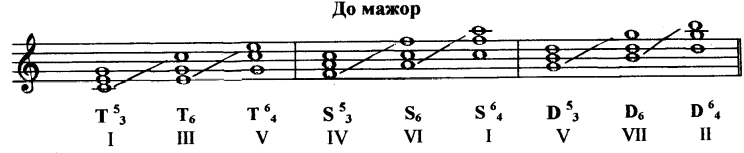 До мажор
T 5/3 T6 T 6/4 S 5/3 S6 S 6/4 D 5/3 D6 D 6/4
I III V IV VI I V VII II